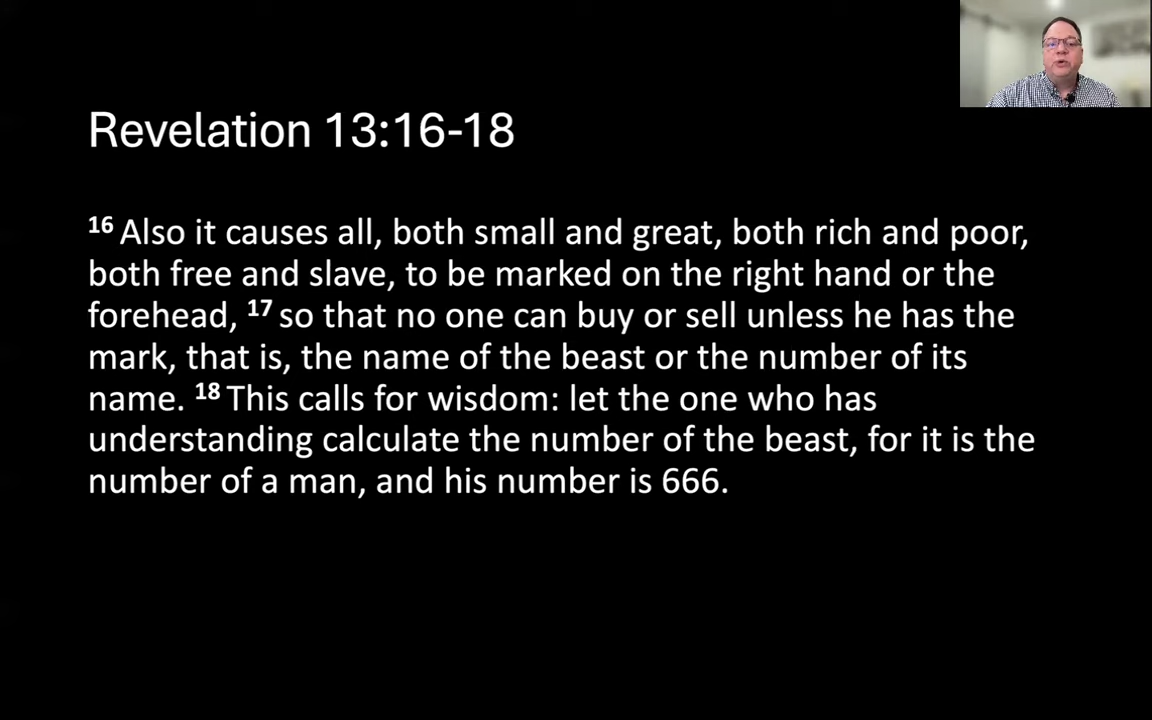 Revelation 13:16-18
16 Also it causes all, both small and great, both rich and poor,
both free and slave, to be marked on the right hand or the
forehead, 17 so that no one can buy or sell unless he has the
mark, that is, the name of the beast or the number of its
name. 18 This calls for wisdom: let the one who has
understanding calculate the number of the beast, for it is the
number of a man, and his number is 666.